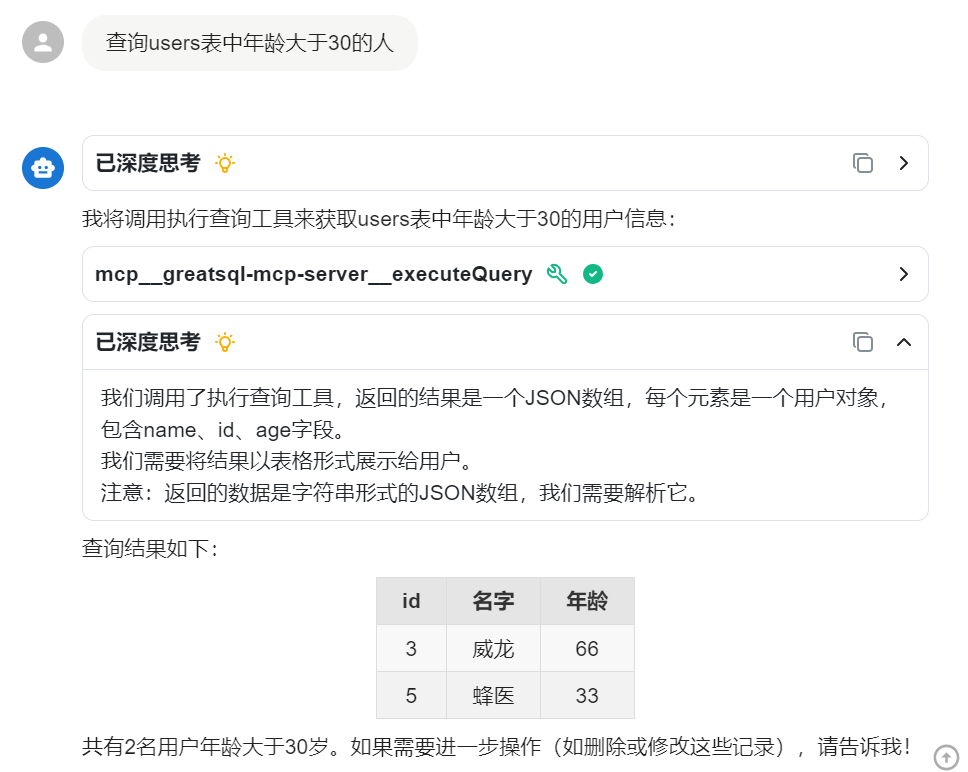 查询users表中年龄大于30的人
已深度思考
我将调用执行查询工具来获取users表中年龄大于30的用户信息：
mcp__greatsql-mcp-server__executeQuery
已深度思考
我们调用了执行查询工具，返回的结果是一个JSON数组，每个元素是一个用户对象，
包含name、id、age字段。
我们需要将结果以表格形式展示给用户。
注意：返回的数据是字符串形式的JSON数组，我们需要解析它。
查询结果如下：
id 名字 年龄
3 威龙 66
5 蜂医 33
共有2名用户年龄大于30岁。如果需要进一步操作（如删除或修改这些记录），请告诉我！